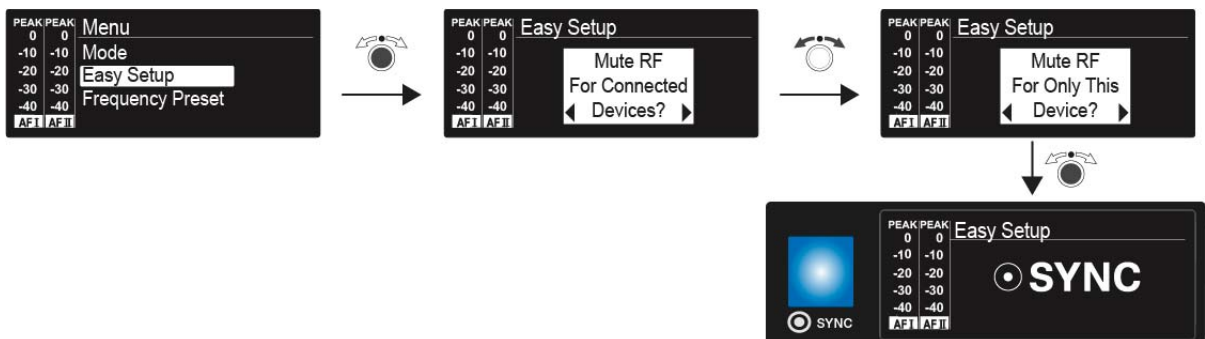 PEAK PEAK Menu
0 0
-10 -10 Mode
-20 -20 Easy Setup
-30 -30 Frequency Preset
-40 -40
AF I AF II
PEAK PEAK Easy Setup
0 0
-10 -10 Mute RF
-20 -20 For Connected
-30 -30 Devices?
-40 -40
AF I AF II
PEAK PEAK Easy Setup
0 0
-10 -10 Mute RF
-20 -20 For Only This
-30 -30 Device?
-40 -40
AF I AF II
SYNC
PEAK PEAK Easy Setup
0 0
-10 -10
-20 -20 SYNC
-30 -30
-40 -40
AF I AF II